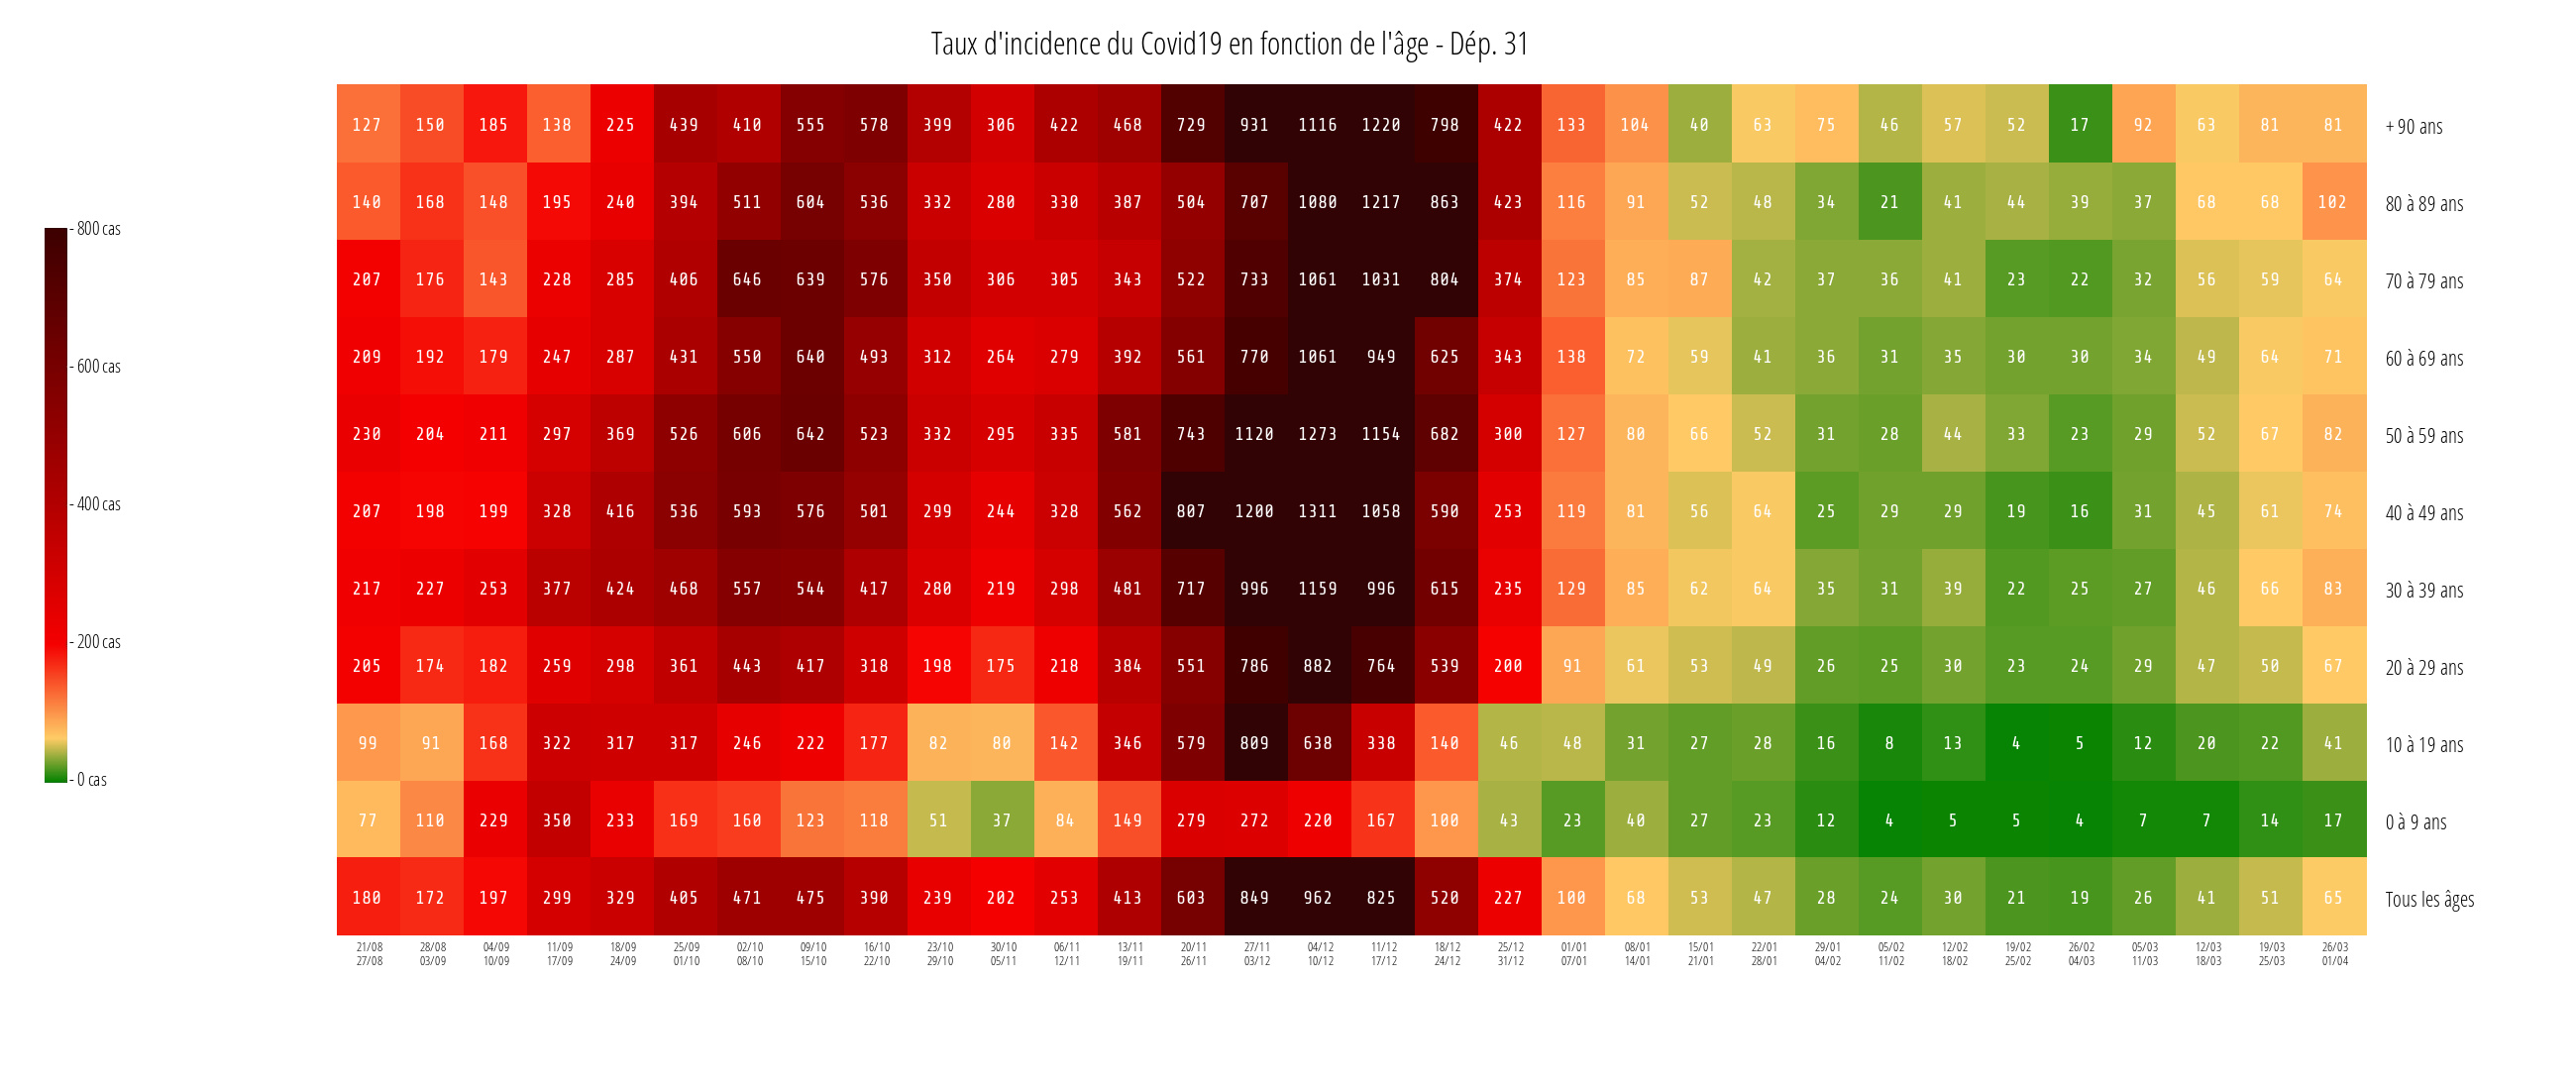 Taux d'incidence du Covid19 en fonction de l'âge - Dép. 31
- 800 cas
- 600 cas
- 400 cas
- 200 cas
- 0 cas
127 150 185 138 225 439 410 555 578 399 306 422 468 729 931 1116 1220 798 422 133 104 40 63 75 46 57 52 17 92 63 81 81 + 90 ans
140 168 148 195 240 394 511 604 536 332 280 330 387 504 707 1080 1217 863 423 116 91 52 48 34 21 41 44 39 37 68 68 102 80 à 89 ans
207 176 143 228 285 406 646 639 576 350 306 305 343 522 733 1061 1031 804 374 123 85 87 42 37 36 41 23 22 32 56 59 64 70 à 79 ans
209 192 179 247 287 431 550 640 493 312 264 279 392 561 770 1061 949 625 343 138 72 59 41 36 31 35 30 30 34 49 64 71 60 à 69 ans
230 204 211 297 369 526 606 642 523 332 295 335 581 743 1120 1273 1154 682 300 127 80 66 52 31 28 44 33 23 29 52 67 82 50 à 59 ans
207 198 199 328 416 536 593 576 501 299 244 328 562 807 1200 1311 1058 590 253 119 81 56 64 25 29 29 19 16 31 45 61 74 40 à 49 ans
217 227 253 377 424 468 557 544 417 280 219 298 481 717 996 1159 996 615 235 129 85 62 64 35 31 39 22 25 27 46 66 83 30 à 39 ans
205 174 182 259 298 361 443 417 318 198 175 218 384 551 786 882 764 539 200 91 61 53 49 26 25 30 23 24 29 47 50 67 20 à 29 ans
99 91 168 322 317 317 246 222 177 82 80 142 346 579 809 638 338 140 46 48 31 27 28 16 8 13 4 5 12 20 22 41 10 à 19 ans
77 110 229 350 233 169 160 123 118 51 37 84 149 279 272 220 167 100 43 23 40 27 23 12 4 5 5 4 7 7 14 17 0 à 9 ans
180 172 197 299 329 405 471 475 390 239 202 253 413 603 849 962 825 520 227 100 68 53 47 28 24 30 21 19 26 41 51 65 Tous les âges
21/08 28/08 04/09 11/09 18/09 25/09 02/10 09/10 16/10 23/10 30/10 06/11 13/11 20/11 27/11 04/12 11/12 18/12 25/12 01/01 08/01 15/01 22/01 29/01 05/02 12/02 19/02 26/02 05/03 12/03 19/03 26/03
27/08 03/09 10/09 17/09 24/09 01/10 08/10 15/10 22/10 29/10 05/11 12/11 19/11 26/11 03/12 10/12 17/12 24/12 31/12 07/01 14/01 21/01 28/01 04/02 11/02 18/02 25/02 04/03 11/03 18/03 25/03 01/04